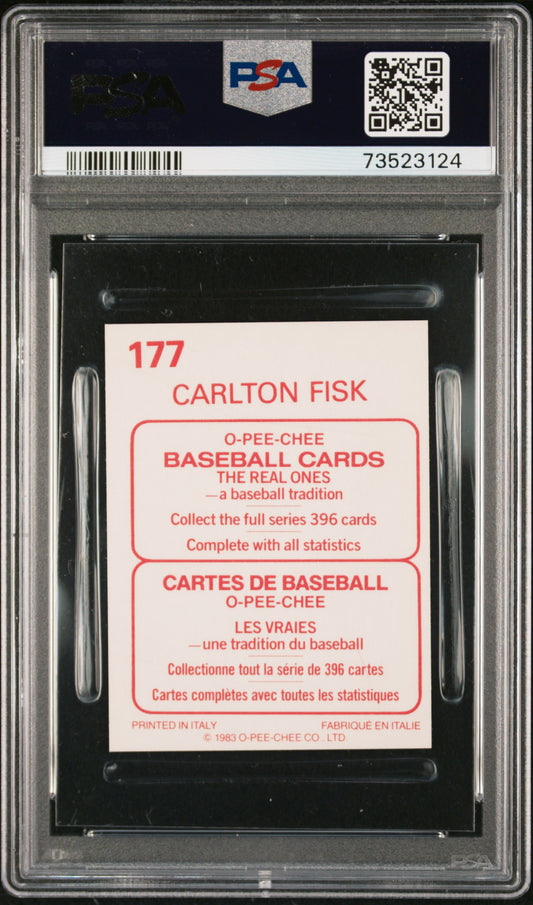 PSA
PSA
73523124
177
CARLTON FISK
O-PEE-CHEE
BASEBALL CARDS
THE REAL ONES
—a baseball tradition
Collect the full series 396 cards
Complete with all statistics
CARTES DE BASEBALL
O-PEE-CHEE
LES VRAIES
—une tradition du baseball
Collectionne tout la série de 396 cartes
Cartes complètes avec toutes les statistiques
PRINTED IN ITALY FABRIQUÉ EN ITALIE
© 1983 O-PEE-CHEE CO., LTD.
PSA